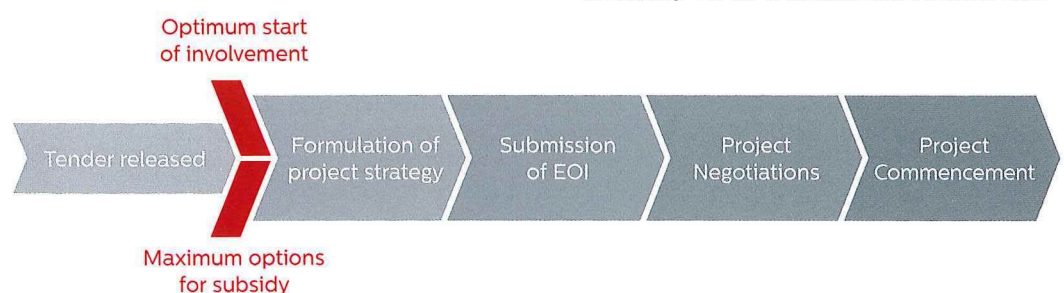 Optimum start
of involvement
Tender released
Formulation of
project strategy
Submission
of EOI
Project
Negotiations
Project
Commencement
Maximum options
for subsidy